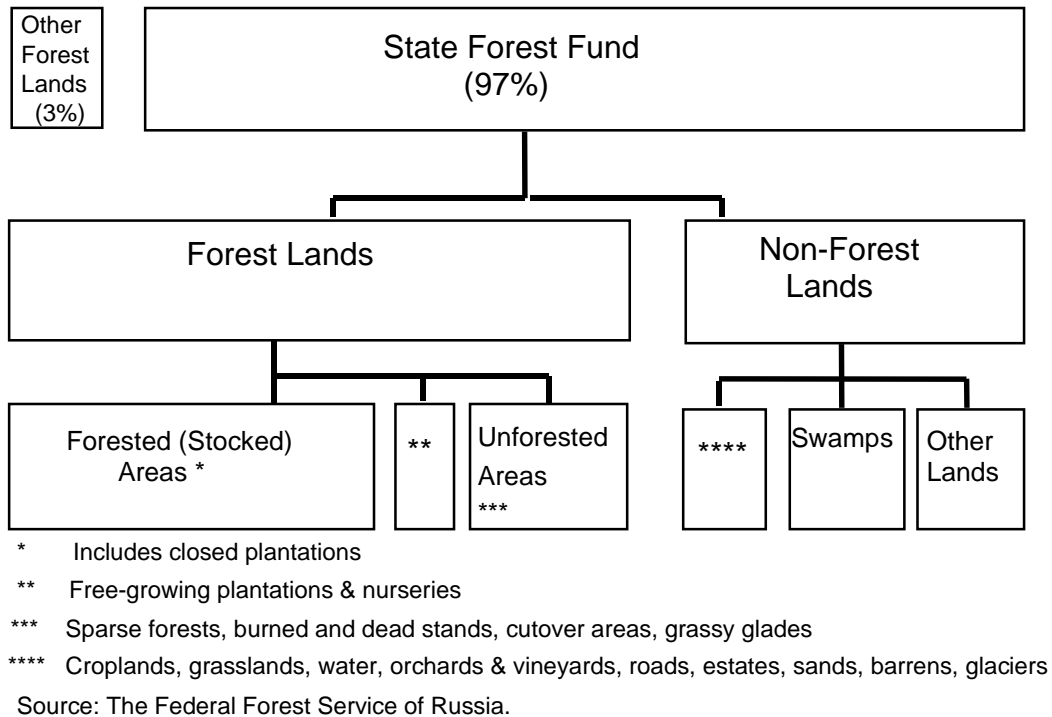 Other
Forest
Lands
(3%)
State Forest Fund
(97%)
Forest Lands
Non-Forest
Lands
Forested (Stocked)
Areas *
**
Unforested
Areas
***
****
Swamps
Other
Lands
* Includes closed plantations
** Free-growing plantations & nurseries
*** Sparse forests, burned and dead stands, cutover areas, grassy glades
**** Croplands, grasslands, water, orchards & vineyards, roads, estates, sands, barrens, glaciers
Source: The Federal Forest Service of Russia.